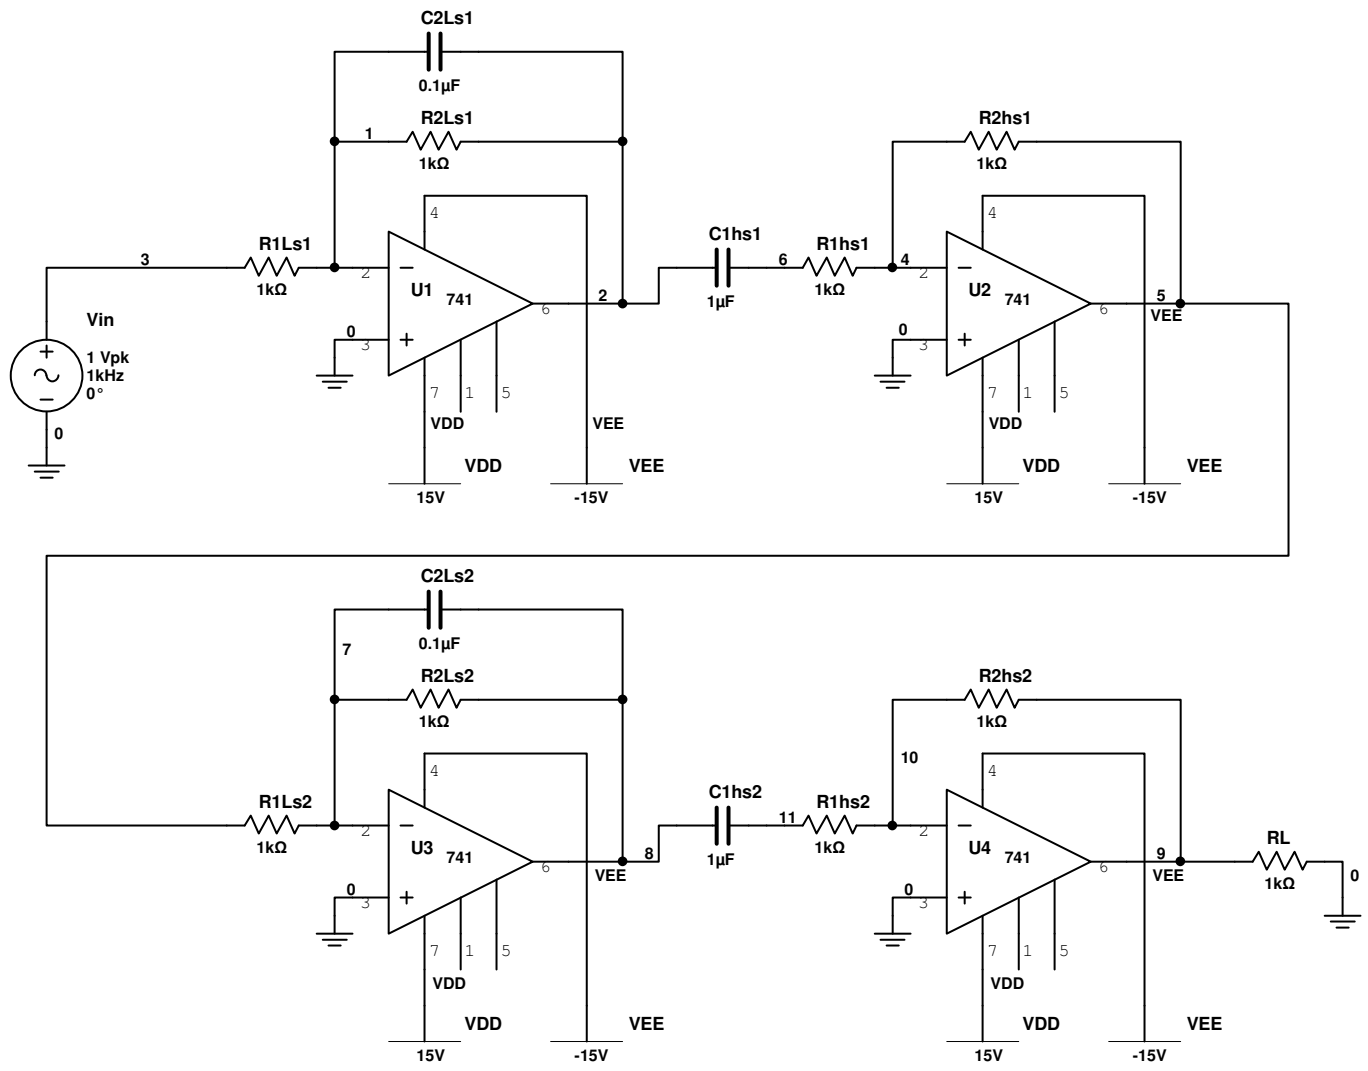 C2Ls1
0.1µF
R2Ls1
1
1kΩ
R2hs1
1kΩ
4
4
3
R1Ls1
1kΩ
2
U1
741
6
2
0
3
C1hs1
1µF
6
R1hs1
1kΩ
4
2
U2
741
6
5
VEE
0
3
Vin
1 Vpk
1kHz
0°
0
7
1
5
VDD
VEE
7
1
5
VDD
VDD
VEE
VDD
VEE
15V
-15V
15V
-15V
C2Ls2
0.1µF
7
R2Ls2
1kΩ
R2hs2
1kΩ
10
4
4
R1Ls2
1kΩ
2
U3
741
6
8
VEE
0
3
C1hs2
1µF
11
R1hs2
1kΩ
2
U4
741
6
9
VEE
0
3
RL
1kΩ
0
7
1
5
VDD
7
1
5
VDD
VDD
VEE
VDD
VEE
15V
-15V
15V
-15V